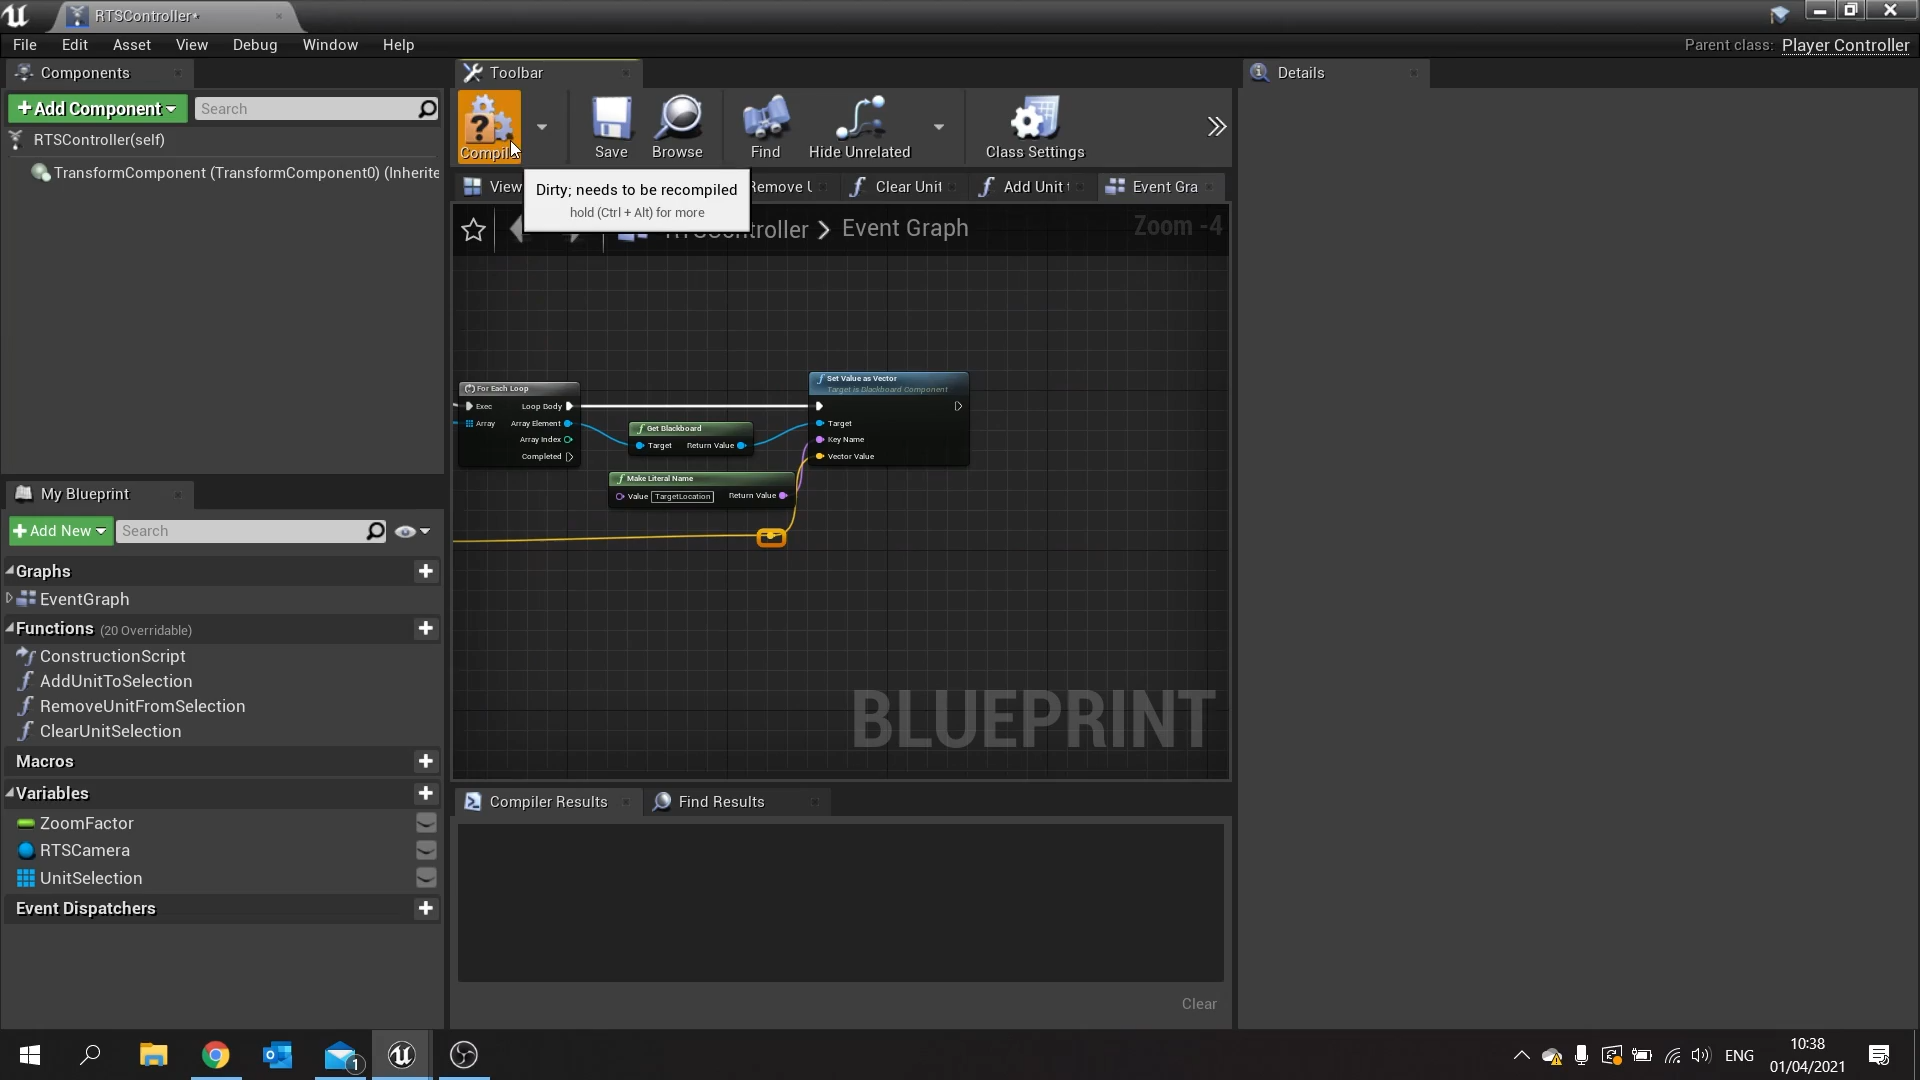 RTSController*
File Edit Asset View Debug Window Help
Parent class: Player Controller
Components
Toolbar
Details
Add Component
Search
Compile
Save
Browse
Find
Hide Unrelated
Class Settings
RTSController(self)
TransformComponent (TransformComponent0) (Inherite
View
Remove U
Clear Unit
Add Unit t
Event Gra
Dirty; needs to be recompiled
hold (Ctrl + Alt) for more
RTSController > Event Graph
Zoom -4
For Each Loop
Exec
Loop Body
Array
Array Element
Array Index
Completed
Get Blackboard
Target
Return Value
Make Literal Name
Value TargetLocation
Return Value
Set Value as Vector
Target is Blackboard Component
Target
Key Name
Vector Value
BLUEPRINT
My Blueprint
Add New
Search
Graphs
EventGraph
Functions (20 Overridable)
ConstructionScript
AddUnitToSelection
RemoveUnitFromSelection
ClearUnitSelection
Macros
Variables
ZoomFactor
RTSCamera
UnitSelection
Event Dispatchers
Compiler Results
Find Results
Clear
1
ENG
10:38
01/04/2021